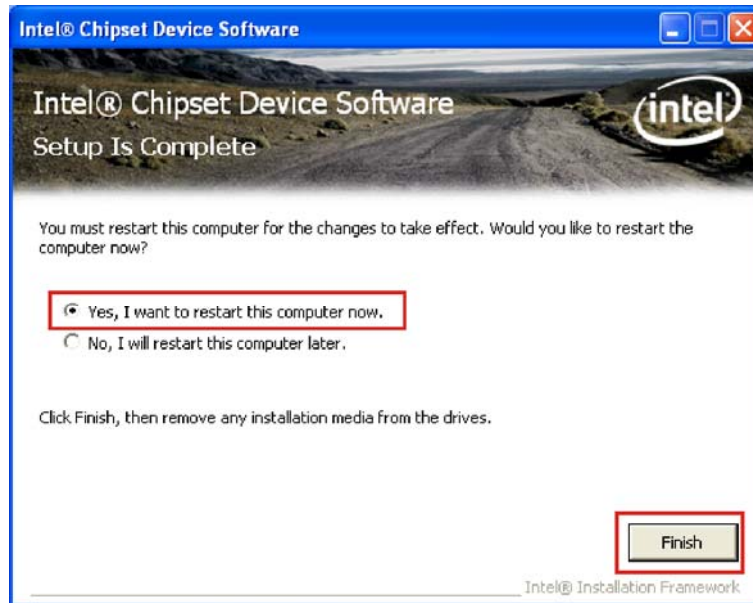 Intel® Chipset Device Software
Intel® Chipset Device Software
intel
Setup Is Complete
You must restart this computer for the changes to take effect. Would you like to restart the
computer now?
Yes, I want to restart this computer now.
No, I will restart this computer later.
Click Finish, then remove any installation media from the drives.
Finish
Intel® Installation Framework